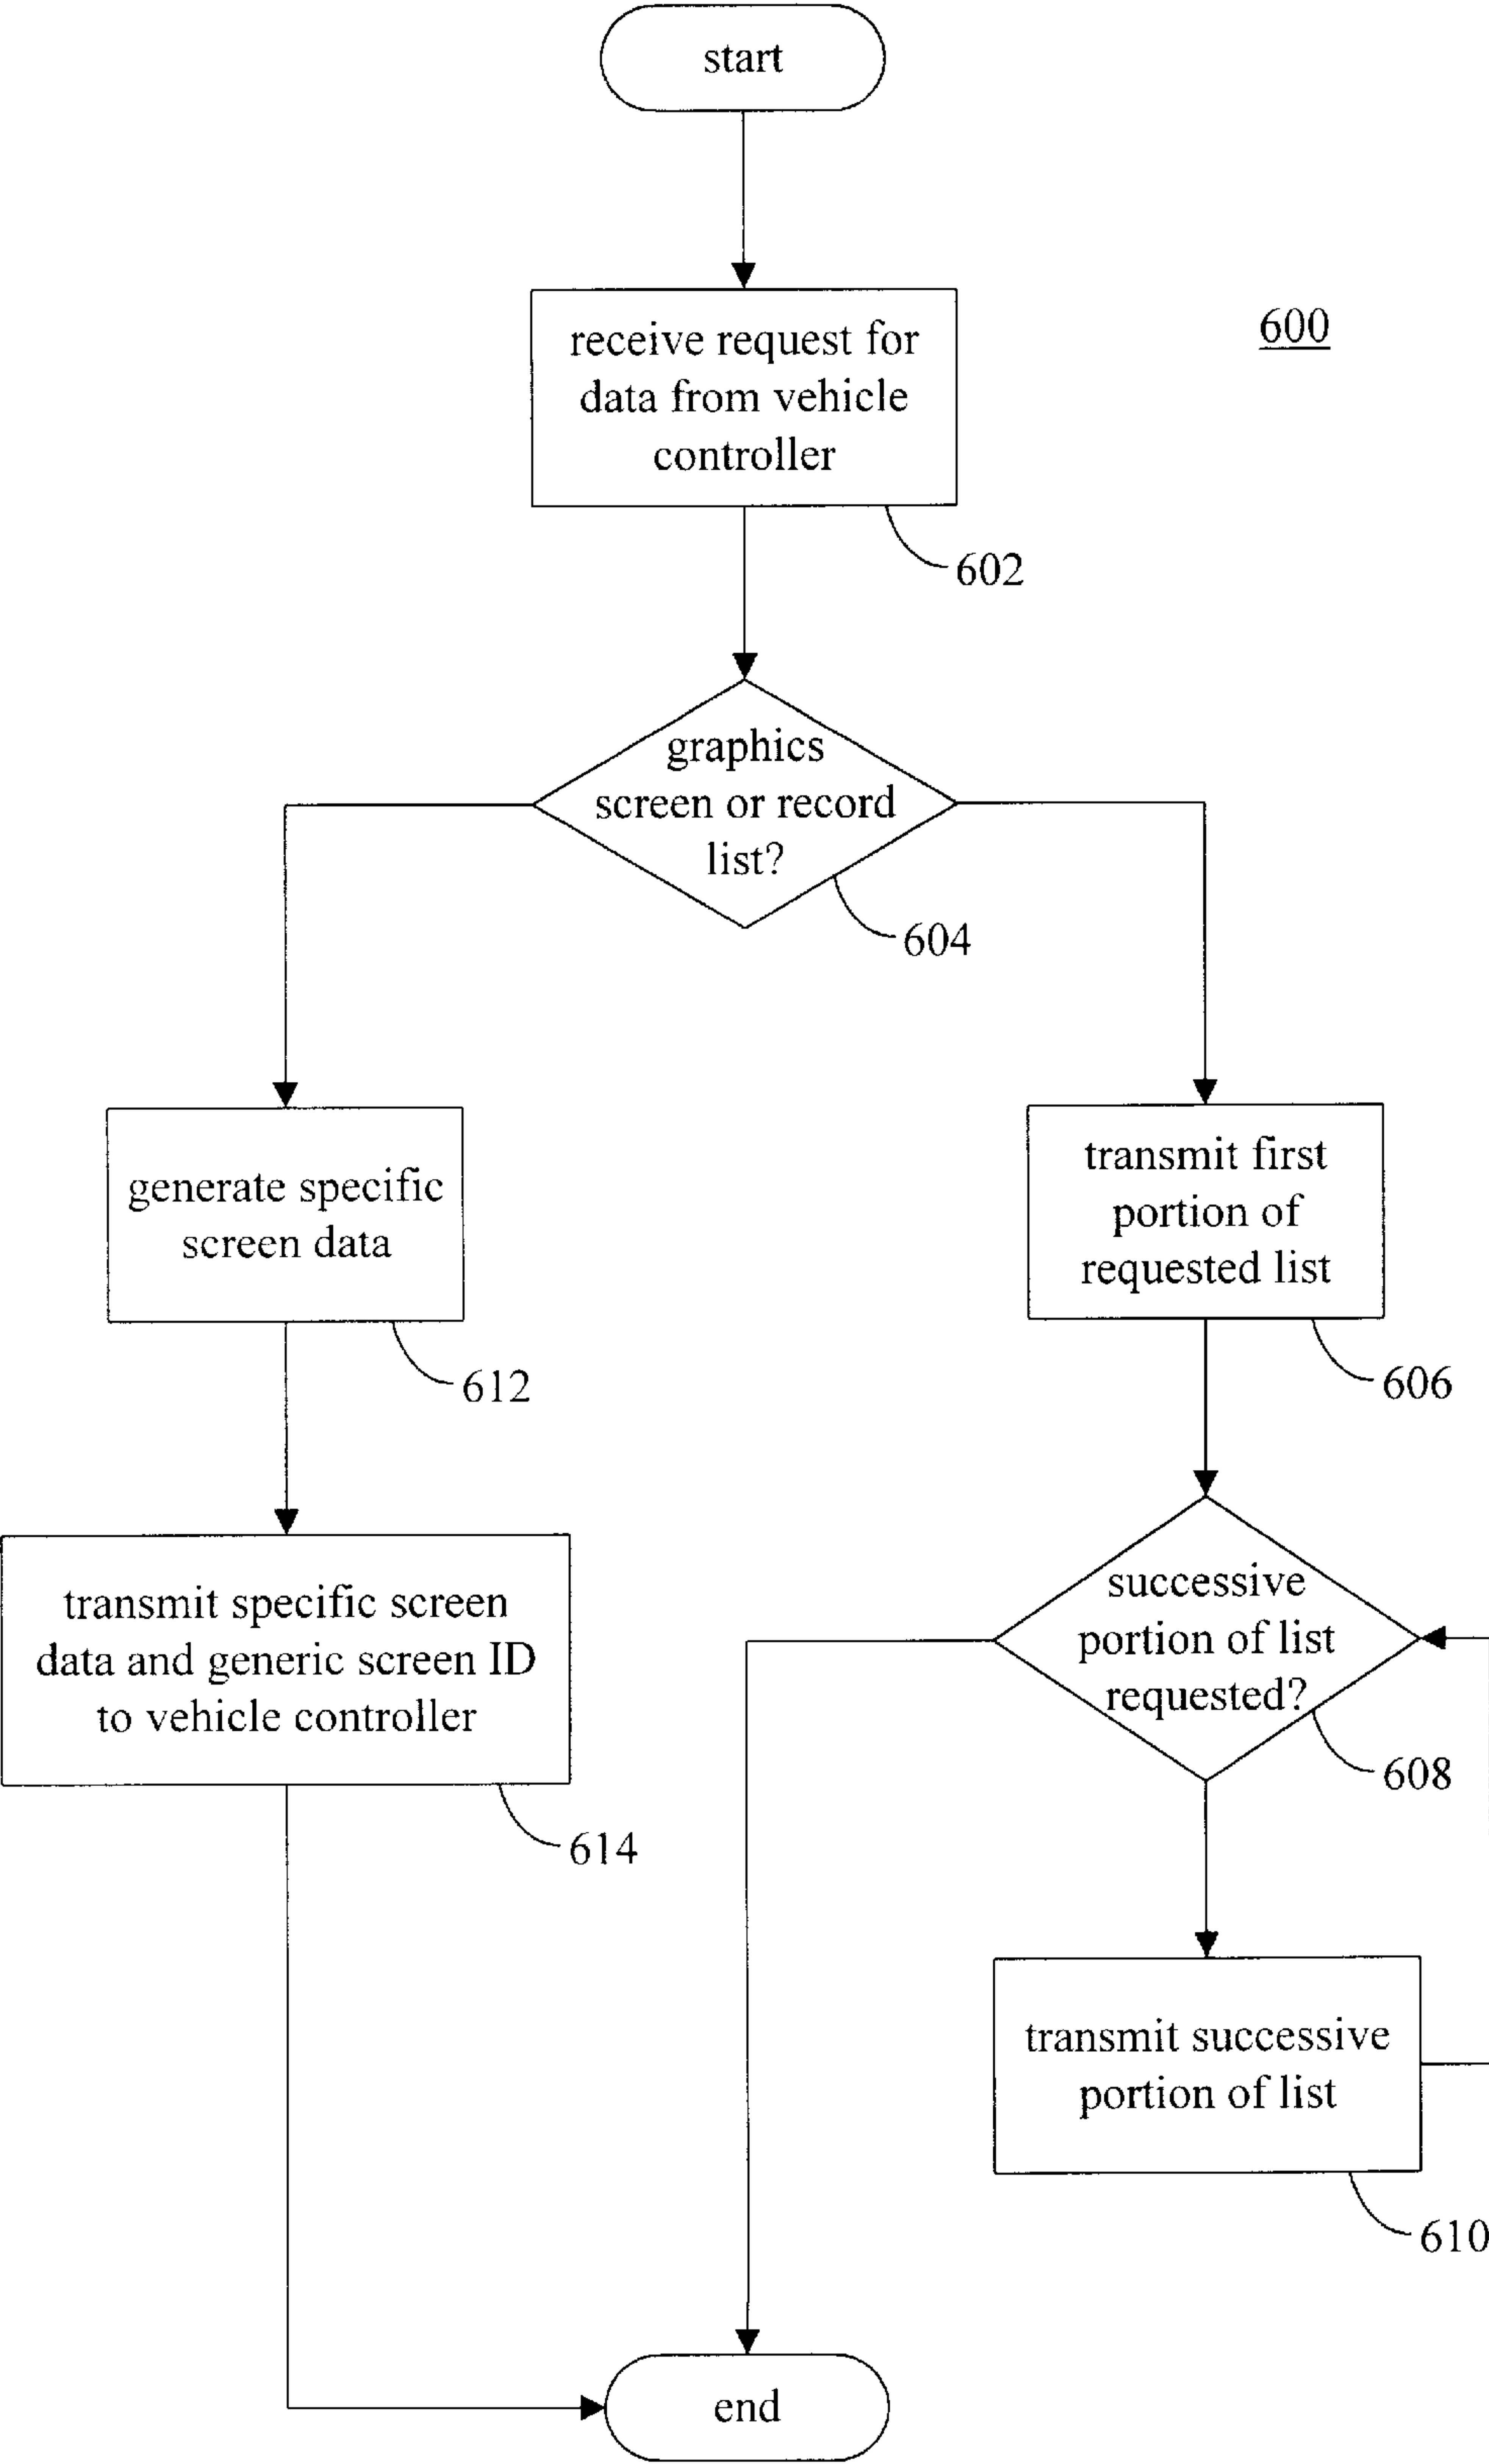 start
receive request for
data from vehicle
controller
600
602
graphics
screen or record
list?
604
generate specific
screen data
612
transmit first
portion of
requested list
606
transmit specific screen
data and generic screen ID
to vehicle controller
614
successive
portion of list
requested?
608
transmit successive
portion of list
610
end